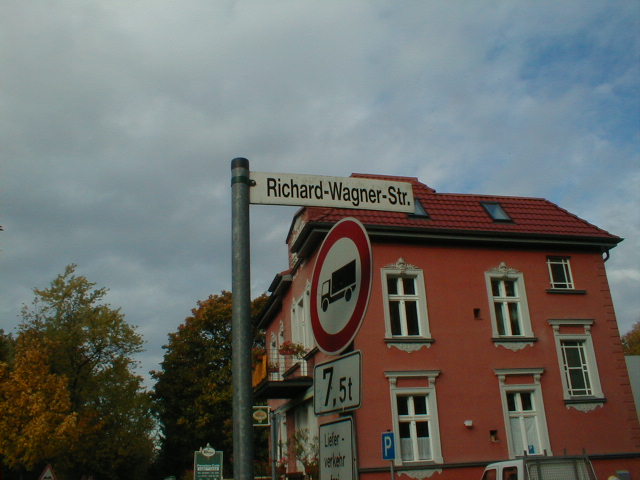 Richard-Wagner-Str.
7,5t
Liefer-
verkehr
P